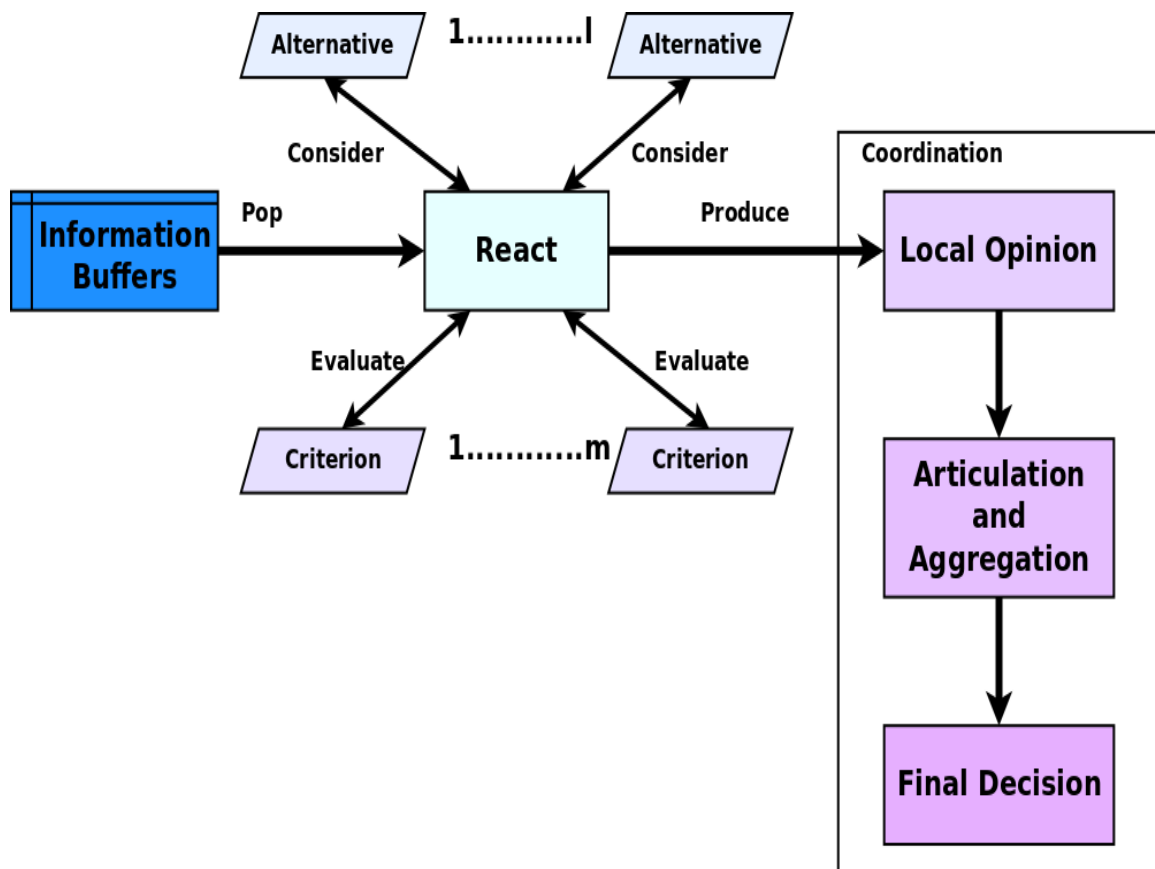 Alternative
1............l
Alternative
Consider
Consider
Coordination
Information
Buffers
Pop
React
Produce
Local Opinion
Evaluate
Evaluate
Criterion
1............m
Criterion
Articulation
and
Aggregation
Final Decision